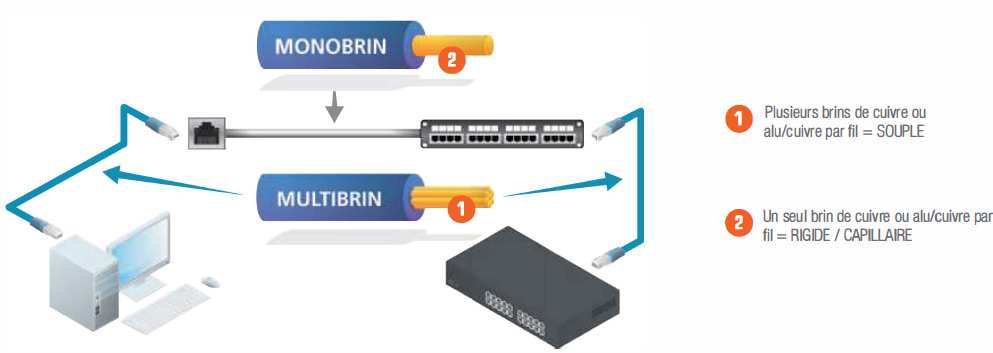 MONOBRIN
2
MULTIBRIN
1
1 Plusieurs brins de cuivre ou
alu/cuivre par fil = SOUPLE
2 Un seul brin de cuivre ou alu/cuivre par
fil = RIGIDE / CAPILLAIRE